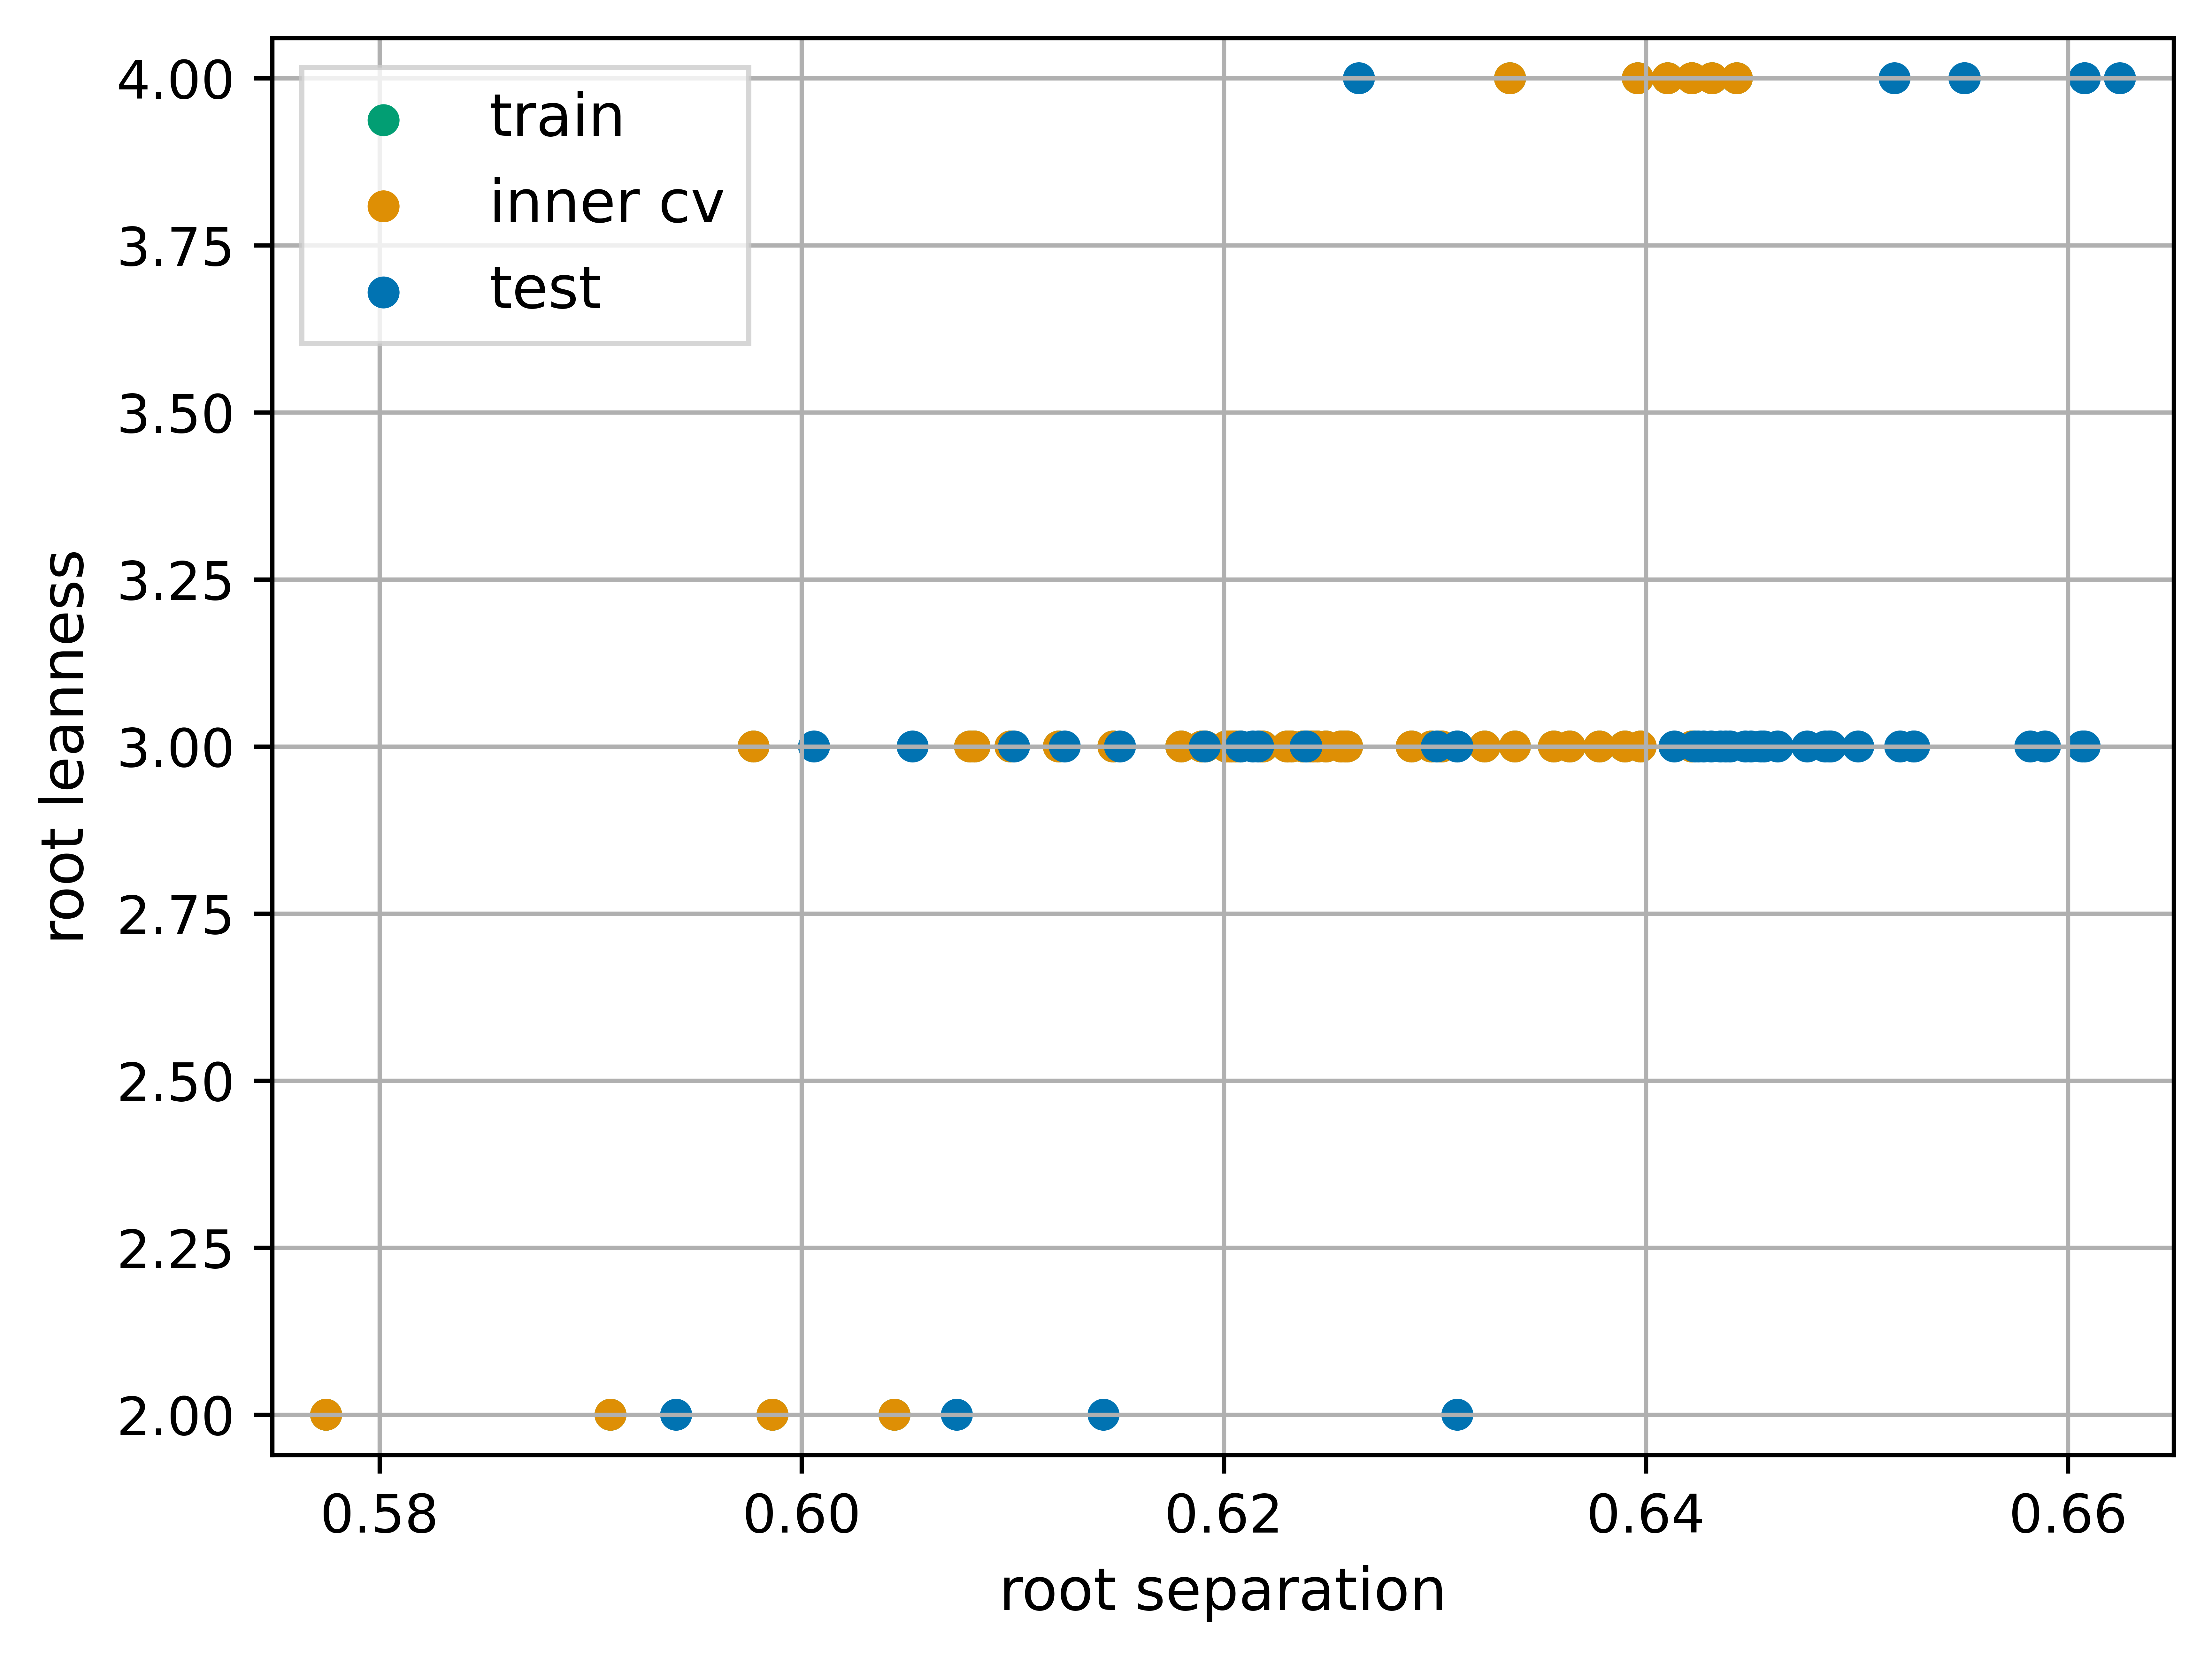 train
inner cv
test
4.00
3.75
3.50
3.25
3.00
2.75
2.50
2.25
2.00
root leanness
0.58 0.60 0.62 0.64 0.66
root separation